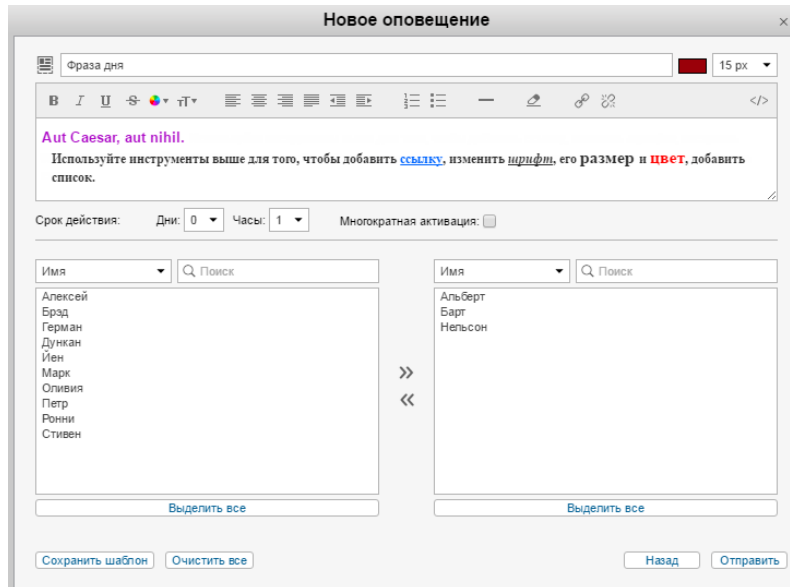 Новое оповещение
×
Фраза дня
15 px
B I U S тT
</>
Aut Caesar, aut nihil.
Используйте инструменты выше для того, чтобы добавить ссылку, изменить шрифт, его размер и цвет, добавить
список.
Срок действия: Дни: 0 Часы: 1 Многократная активация:
Имя Поиск
Алексей
Брэд
Герман
Дункан
Йен
Марк
Оливия
Петр
Ронни
Стивен
Выделить все
» «
Имя Поиск
Альберт
Барт
Нельсон
Выделить все
Сохранить шаблон Очистить все Назад Отправить